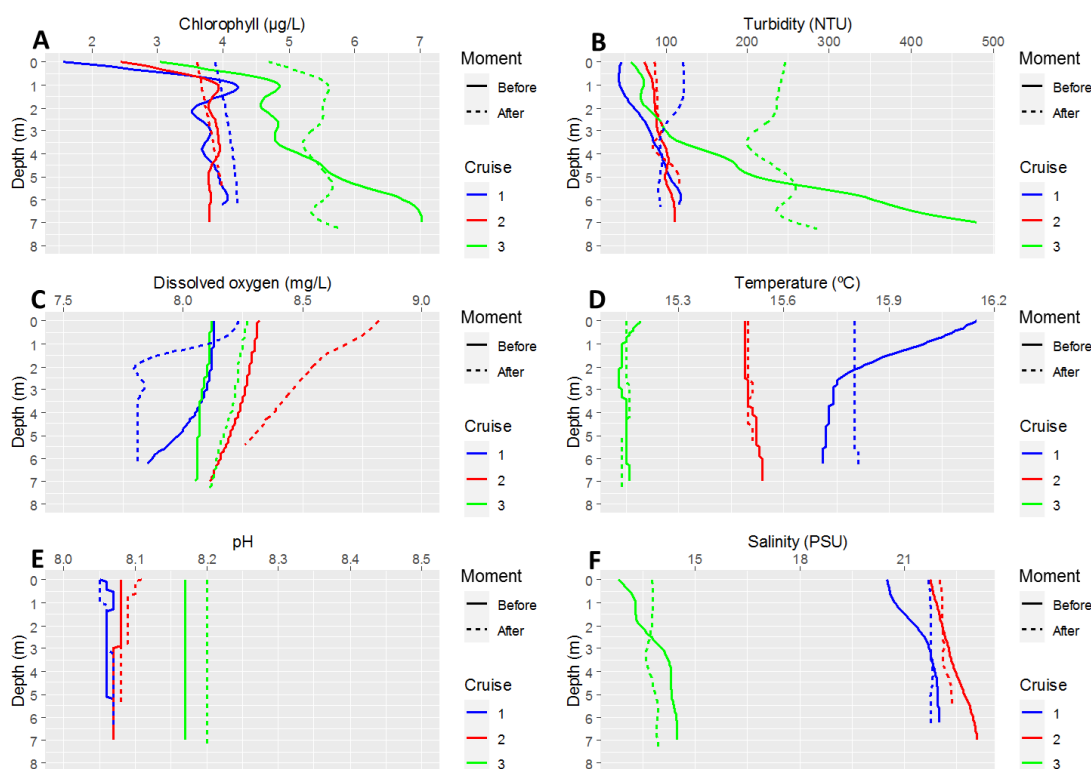 A
Chlorophyll (µg/L)
2 3 4 5 6 7
Depth (m)
0
1
2
3
4
5
6
7
8
Moment
Before
After
Cruise
1
2
3
B
Turbidity (NTU)
100 200 300 400 500
Depth (m)
0
1
2
3
4
5
6
7
8
Moment
Before
After
Cruise
1
2
3
C
Dissolved oxygen (mg/L)
7.5 8.0 8.5 9.0
Depth (m)
0
1
2
3
4
5
6
7
8
Moment
Before
After
Cruise
1
2
3
D
Temperature (ºC)
15.3 15.6 15.9 16.2
Depth (m)
0
1
2
3
4
5
6
7
8
Moment
Before
After
Cruise
1
2
3
E
pH
8.0 8.1 8.2 8.3 8.4 8.5
Depth (m)
0
1
2
3
4
5
6
7
8
Moment
Before
After
Cruise
1
2
3
F
Salinity (PSU)
15 18 21
Depth (m)
0
1
2
3
4
5
6
7
8
Moment
Before
After
Cruise
1
2
3